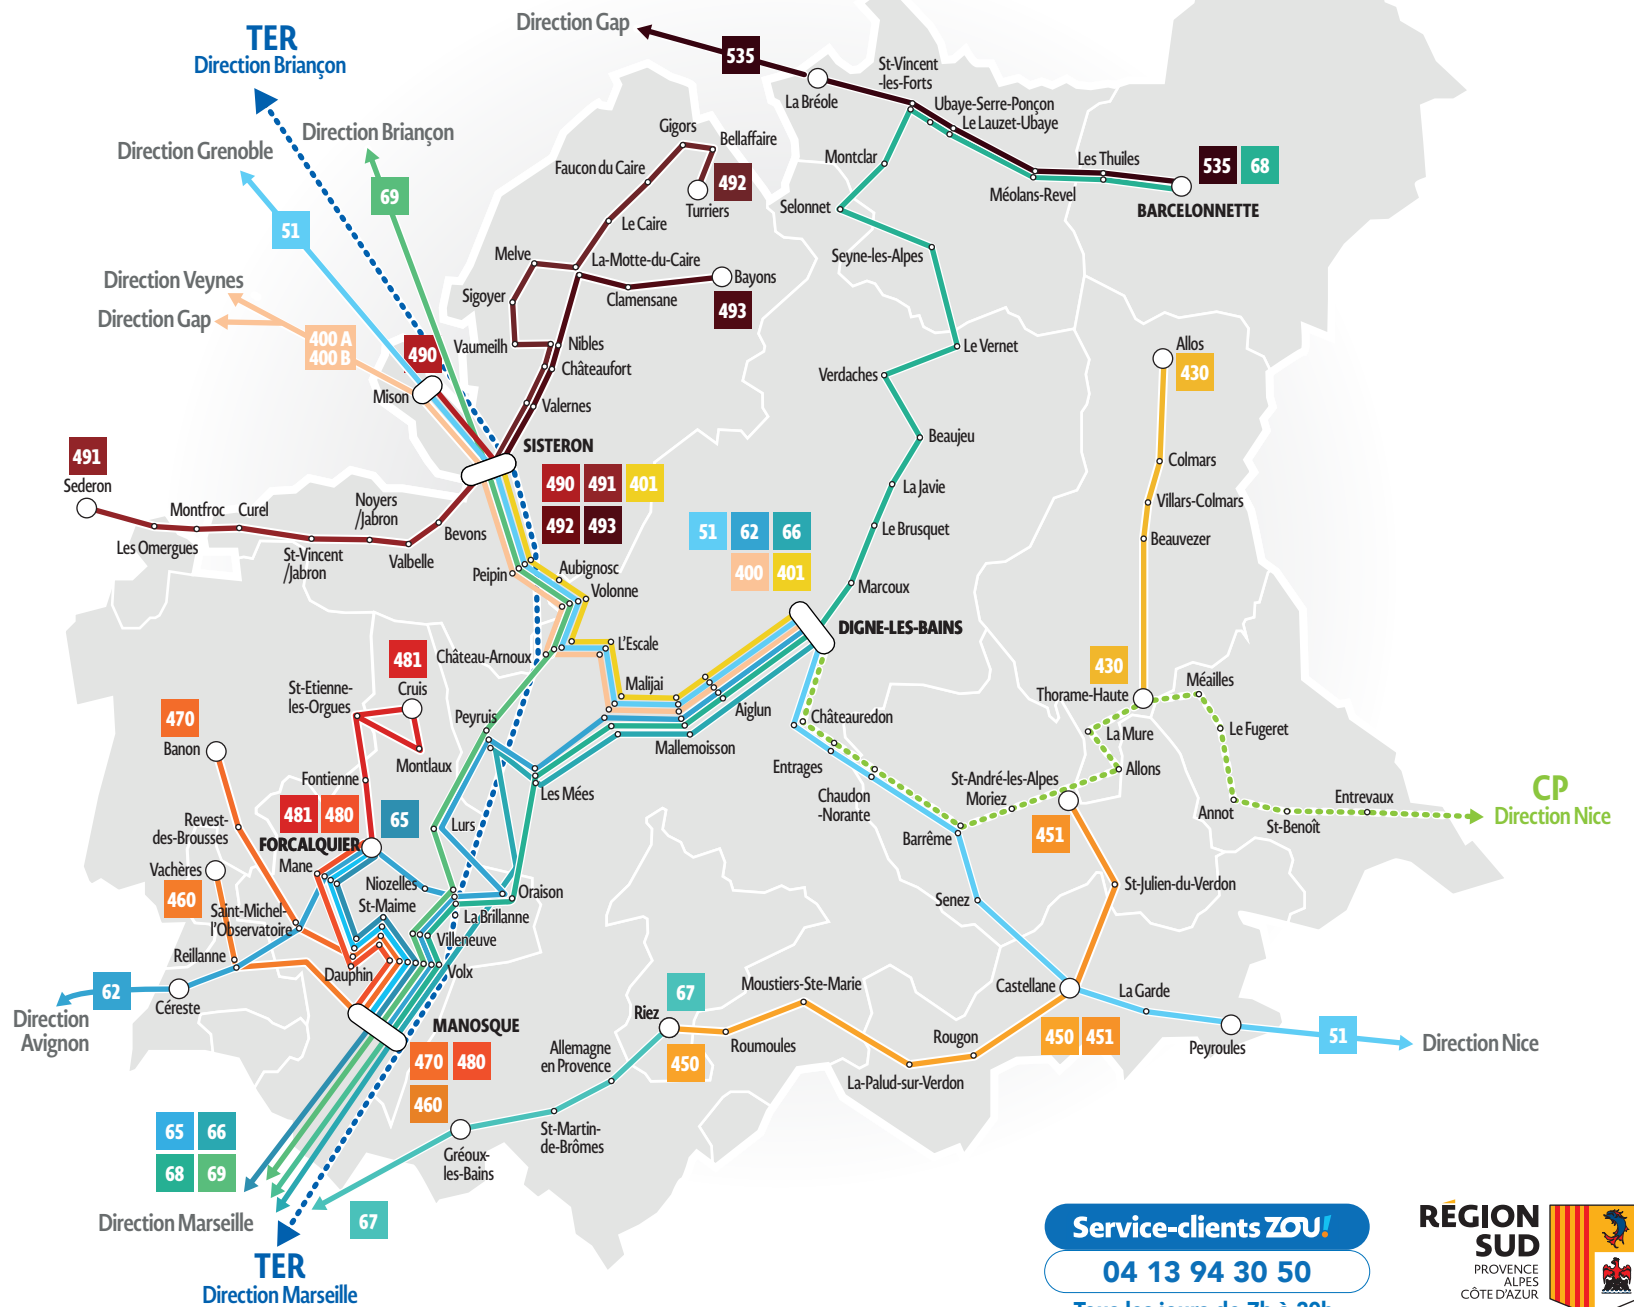 Direction Gap
535
TER
Direction Briançon
La Bréole
St-Vincent
-les-Forts
Ubaye-Serre-Ponçon
Le Lauzet-Ubaye
Les Thuiles
Méolans-Revel
535
68
BARCELONNETTE
Direction Grenoble
Direction Briançon
69
51
Direction Veynes
Direction Gap
400 A
400 B
490
Mison
Gigors
Bellaffaire
Faucon du Caire
492
Turriers
Le Caire
Melve
La-Motte-du-Caire
Bayons
Clamensane
493
Sigoyer
Vaumeilh
Nibles
Châteaufort
Valernes
Montclar
Selonnet
Seyne-les-Alpes
Le Vernet
Verdaches
Beaujeu
La Javie
Le Brusquet
Marcoux
Allos
430
Colmars
Villars-Colmars
Beauvezer
SISTERON
490
491
401
492
493
491
Sederon
Montfroc
Curel
Noyers
/Jabron
Les Omergues
St-Vincent
/Jabron
Valbelle
Bevons
Peipin
Aubignosc
Volonne
51
62
66
400
401
DIGNE-LES-BAINS
Château-Arnoux
L'Escale
Malijai
Aiglun
Mallemoisson
Peyruis
Les Mées
481
Cruis
St-Etienne-
les-Orgues
Montlaux
Fontienne
470
Banon
Revest-
des-Brousses
481
480
65
FORCALQUIER
Lurs
Mane
Vachères
460
Niozelles
Oraison
St-Maime
La Brillanne
Saint-Michel-
l'Observatoire
Villeneuve
Reillanne
Dauphin
Volx
62
Céreste
Direction
Avignon
MANOSQUE
470
480
460
430
Thorame-Haute
Méailles
La Mure
Le Fugeret
Allons
Châteauredon
Entrages
Chaudon
-Norante
St-André-les-Alpes
Moriez
Barrême
451
Annot
St-Benoît
Entrevaux
CP
Direction Nice
St-Julien-du-Verdon
Senez
Castellane
La Garde
450
451
Peyroules
51
Direction Nice
67
Riez
450
Moustiers-Ste-Marie
Roumoules
Rougon
La-Palud-sur-Verdon
Allemagne
en Provence
St-Martin-
de-Brômes
Gréoux-
les-Bains
65
66
68
69
Direction Marseille
67
TER
Direction Marseille
Service-clients ZOU!
04 13 94 30 50
Tous les jours de 7h à 20h
RÉGION
SUD
PROVENCE
ALPES
CÔTE D'AZUR